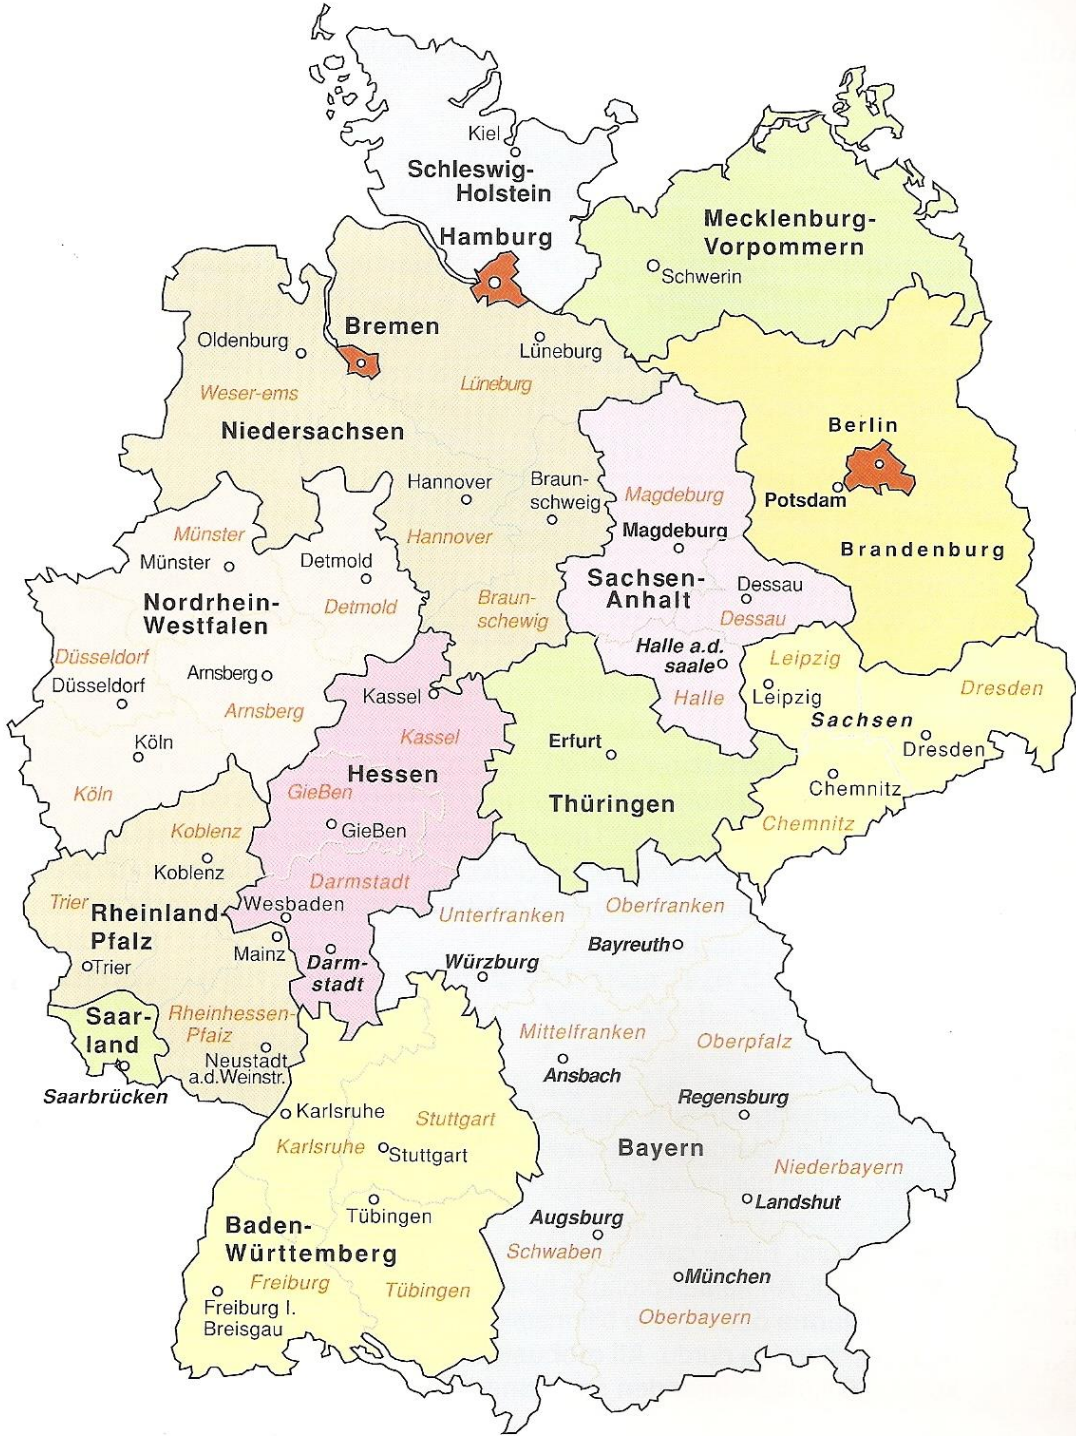 Kiel
Schleswig-
Holstein
Hamburg
Mecklenburg-
Vorpommern
Schwerin
Bremen
Oldenburg
Lüneburg
Weser-ems
Lüneburg
Niedersachsen
Berlin
Potsdam
Brandenburg
Hannover
Braun-
schweig
Hannover
Braun-
schewig
Magdeburg
Magdeburg
Sachsen-
Anhalt
Dessau
Dessau
Halle a.d.
saale
Halle
Münster
Münster
Detmold
Detmold
Nordrhein-
Westfalen
Düsseldorf
Düsseldorf
Arnsberg
Arnsberg
Köln
Köln
Kassel
Kassel
Hessen
GieBen
GieBen
Darmstadt
Wesbaden
Darm-
stadt
Erfurt
Thüringen
Leipzig
Leipzig
Dresden
Sachsen
Dresden
Chemnitz
Chemnitz
Koblenz
Koblenz
Trier
Rheinland-
Pfalz
Mainz
Trier
Rheinhessen-
Pfaiz
Neustadt
a.d.Weinstr.
Saar-
land
Saarbrücken
Unterfranken
Oberfranken
Bayreuth
Würzburg
Mittelfranken
Ansbach
Oberpfalz
Regensburg
Bayern
Niederbayern
Landshut
Augsburg
Schwaben
München
Oberbayern
Karlsruhe
Karlsruhe
Stuttgart
Stuttgart
Tübingen
Baden-
Württemberg
Freiburg
Tübingen
Freiburg I.
Breisgau